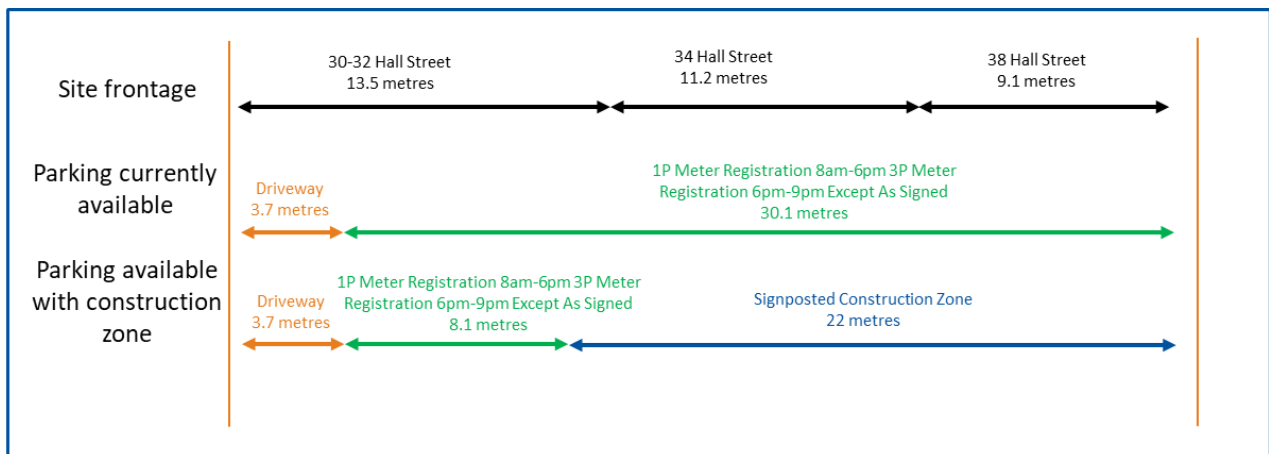 Site frontage
30-32 Hall Street
13.5 metres
34 Hall Street
11.2 metres
38 Hall Street
9.1 metres
Parking currently
available
Driveway
3.7 metres
1P Meter Registration 8am-6pm 3P Meter
Registration 6pm-9pm Except As Signed
30.1 metres
Parking available
with construction
zone
Driveway
3.7 metres
1P Meter Registration 8am-6pm 3P Meter
Registration 6pm-9pm Except As Signed
8.1 metres
Signposted Construction Zone
22 metres